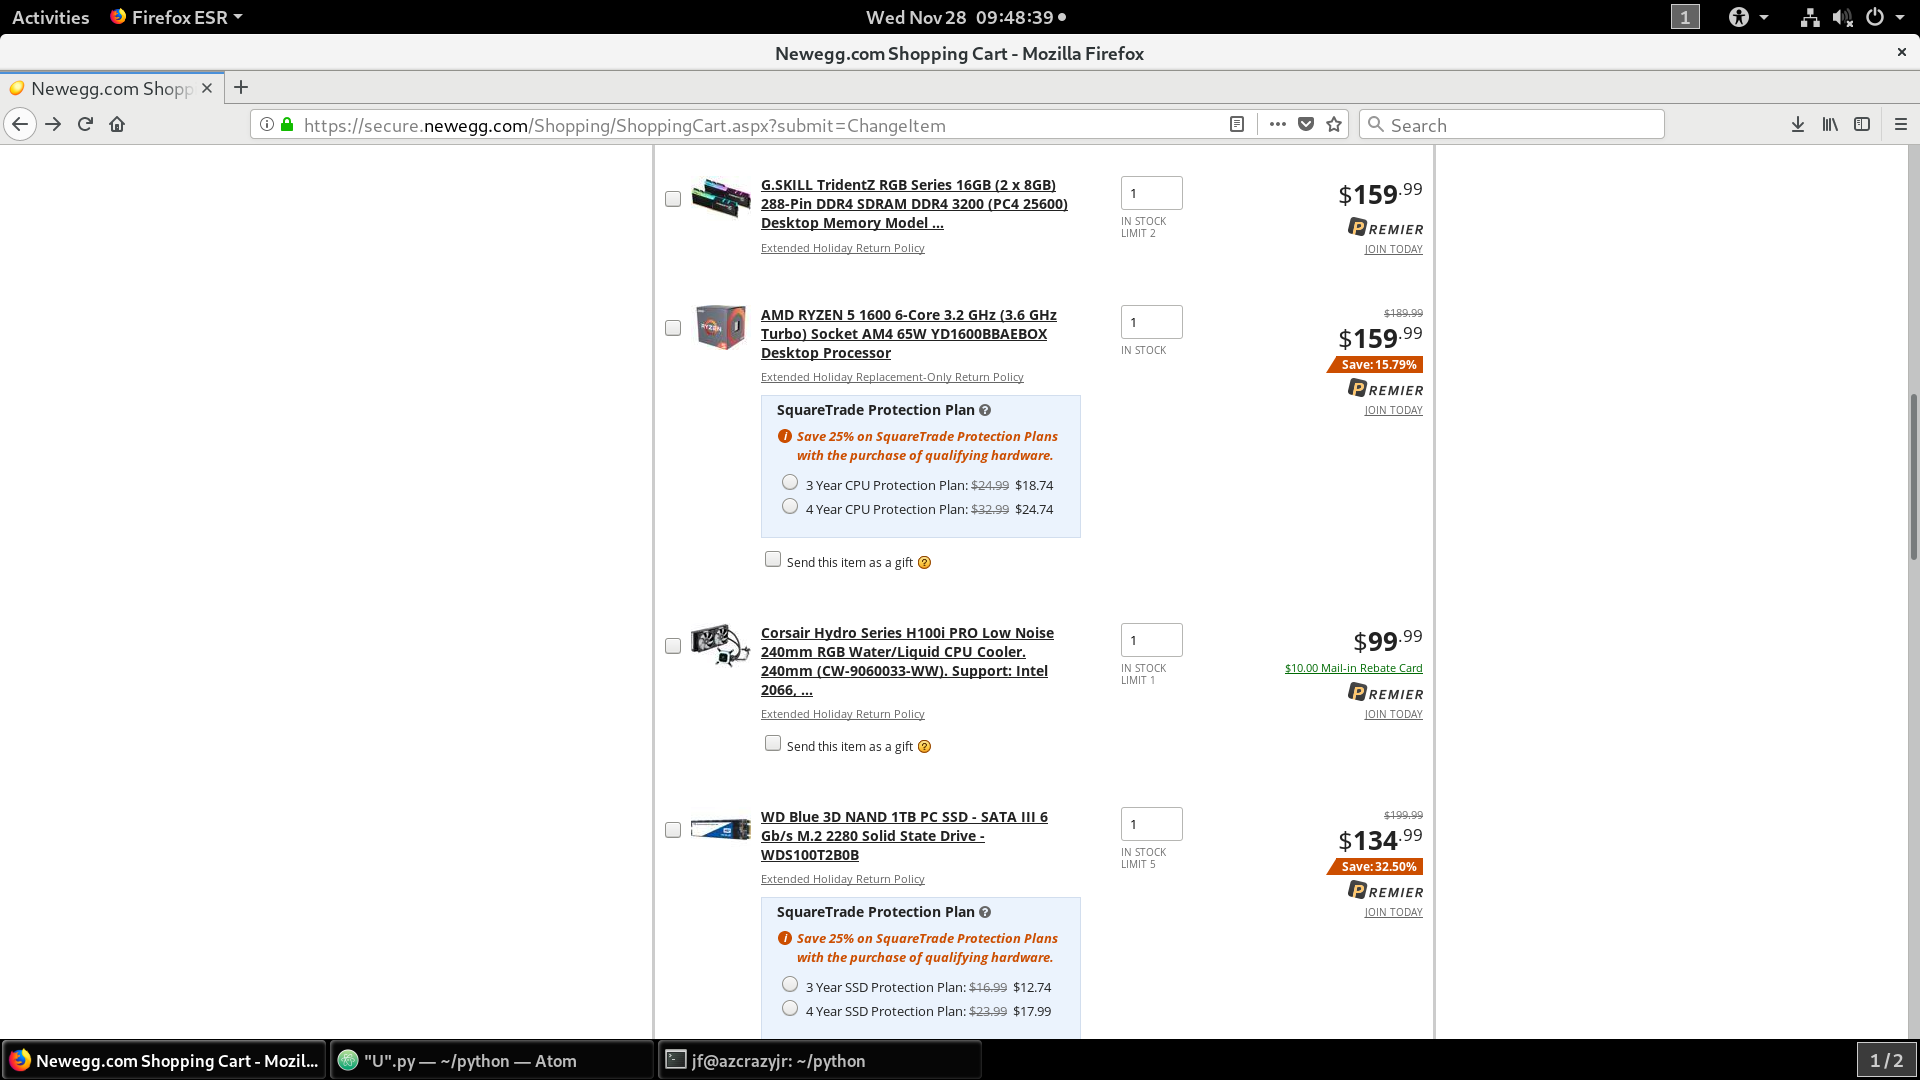 Activities Firefox ESR Wed Nov 28 09:48:39 1
Newegg.com Shopping Cart - Mozilla Firefox
Newegg.com Shopp
https://secure.newegg.com/Shopping/ShoppingCart.aspx?submit=ChangeItem Search
G.SKILL TridentZ RGB Series 16GB (2 x 8GB)
288-Pin DDR4 SDRAM DDR4 3200 (PC4 25600)
Desktop Memory Model ...
Extended Holiday Return Policy
1
IN STOCK
LIMIT 2
$159.99
PREMIER
JOIN TODAY
AMD RYZEN 5 1600 6-Core 3.2 GHz (3.6 GHz
Turbo) Socket AM4 65W YD1600BBAEBOX
Desktop Processor
Extended Holiday Replacement-Only Return Policy
1
IN STOCK
$189.99
$159.99
Save: 15.79%
PREMIER
JOIN TODAY
SquareTrade Protection Plan ?
Save 25% on SquareTrade Protection Plans
with the purchase of qualifying hardware.
3 Year CPU Protection Plan: $24.99 $18.74
4 Year CPU Protection Plan: $32.99 $24.74
Send this item as a gift ?
Corsair Hydro Series H100i PRO Low Noise
240mm RGB Water/Liquid CPU Cooler.
240mm (CW-9060033-WW). Support: Intel
2066, ...
Extended Holiday Return Policy
Send this item as a gift ?
1
IN STOCK
LIMIT 1
$99.99
$10.00 Mail-in Rebate Card
PREMIER
JOIN TODAY
WD Blue 3D NAND 1TB PC SSD - SATA III 6
Gb/s M.2 2280 Solid State Drive -
WDS100T2B0B
Extended Holiday Return Policy
1
IN STOCK
LIMIT 5
$199.99
$134.99
Save: 32.50%
PREMIER
JOIN TODAY
SquareTrade Protection Plan ?
Save 25% on SquareTrade Protection Plans
with the purchase of qualifying hardware.
3 Year SSD Protection Plan: $16.99 $12.74
4 Year SSD Protection Plan: $23.99 $17.99
Newegg.com Shopping Cart - Mozil... "U".py — ~/python — Atom jf@azcrazyjr: ~/python 1 / 2